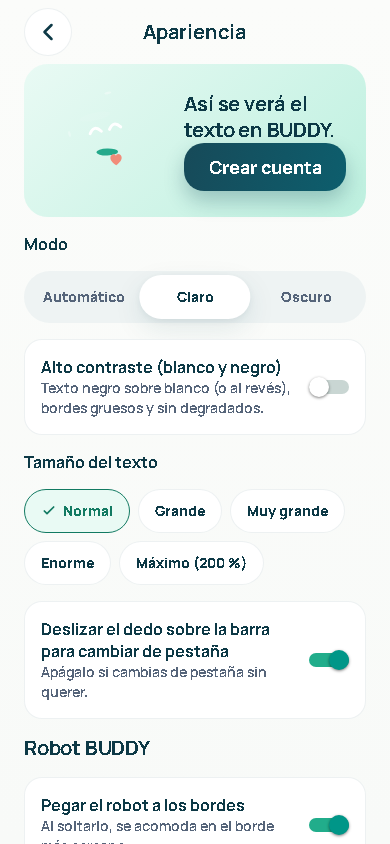 Apariencia
Así se verá el
texto en BUDDY.
Crear cuenta
Modo
Automático
Claro
Oscuro
Alto contraste (blanco y negro)
Texto negro sobre blanco (o al revés),
bordes gruesos y sin degradados.
Tamaño del texto
Normal
Grande
Muy grande
Enorme
Máximo (200 %)
Deslizar el dedo sobre la barra
para cambiar de pestaña
Apágalo si cambias de pestaña sin
querer.
Robot BUDDY
Pegar el robot a los bordes
Al soltarlo, se acomoda en el borde